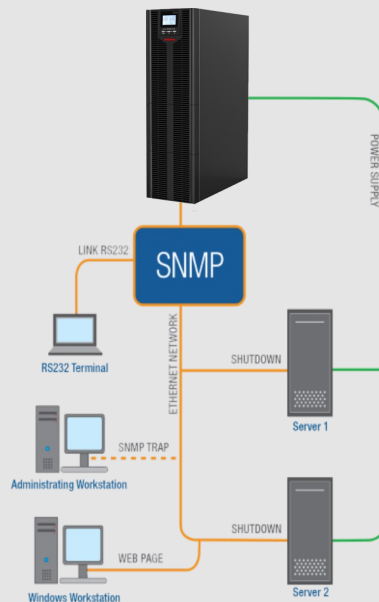 POWER SUPPLY
SNMP
LINK RS232
RS232 Terminal
ETHERNET NETWORK
SHUTDOWN
Server 1
SNMP TRAP
Administrating Workstation
SHUTDOWN
WEB PAGE
Server 2
Windows Workstation